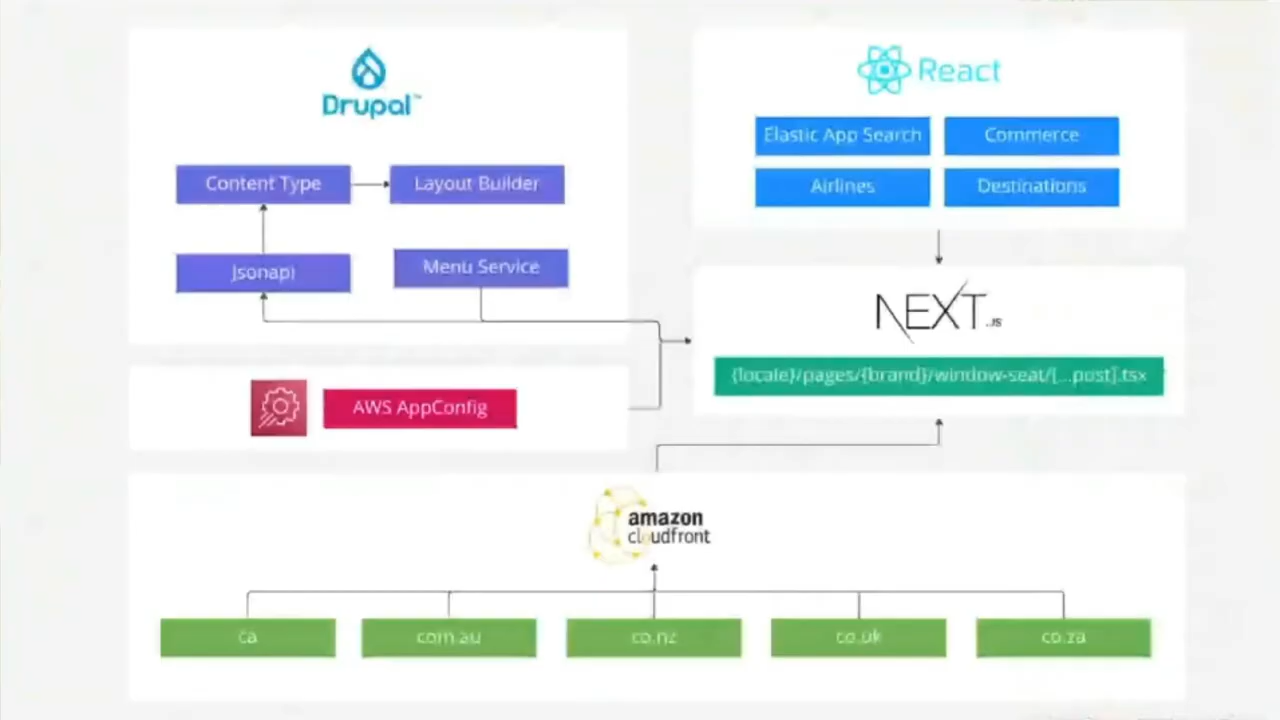 Drupal™
Content Type
Layout Builder
Jsonapi
Menu Service
React
Elastic App Search
Commerce
Airlines
Destinations
NEXT.JS
{locale}/pages/{brand}/window-seat/[...post].tsx
AWS AppConfig
amazon
cloudfront
ca
com.au
co.nz
co.uk
co.za